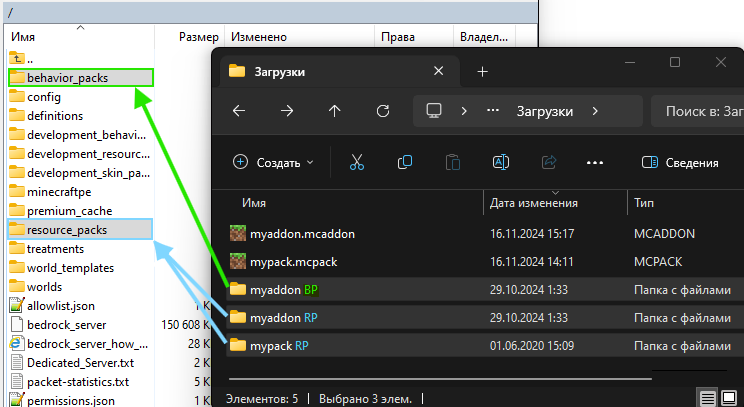 /
Имя Размер Изменено Права Владел...
..
behavior_packs
config
definitions
development_behavi...
development_resourc...
development_skin_pa...
minecraftpe
premium_cache
resource_packs
treatments
world_templates
worlds
allowlist.json 1 K
bedrock_server 150 608 K
bedrock_server_how_... 28 K
Dedicated_Server.txt 2 K
packet-statistics.txt 5 K
permissions.json 1 K
Загрузки
Загрузки
Поиск в: Заг
Создать
Сведения
Имя Дата изменения Тип
myaddon.mcaddon 16.11.2024 15:17 MCADDON
mypack.mcpack 16.11.2024 14:11 MCPACK
myaddon BP 29.10.2024 1:33 Папка с файлами
myaddon RP 29.10.2024 1:33 Папка с файлами
mypack RP 01.06.2020 15:09 Папка с файлами
Элементов: 5 Выбрано 3 элем.